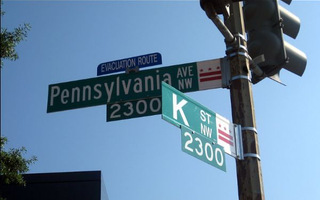 EVACUATION ROUTE
Pennsylvania AVE NW
2300
K ST NW
2300